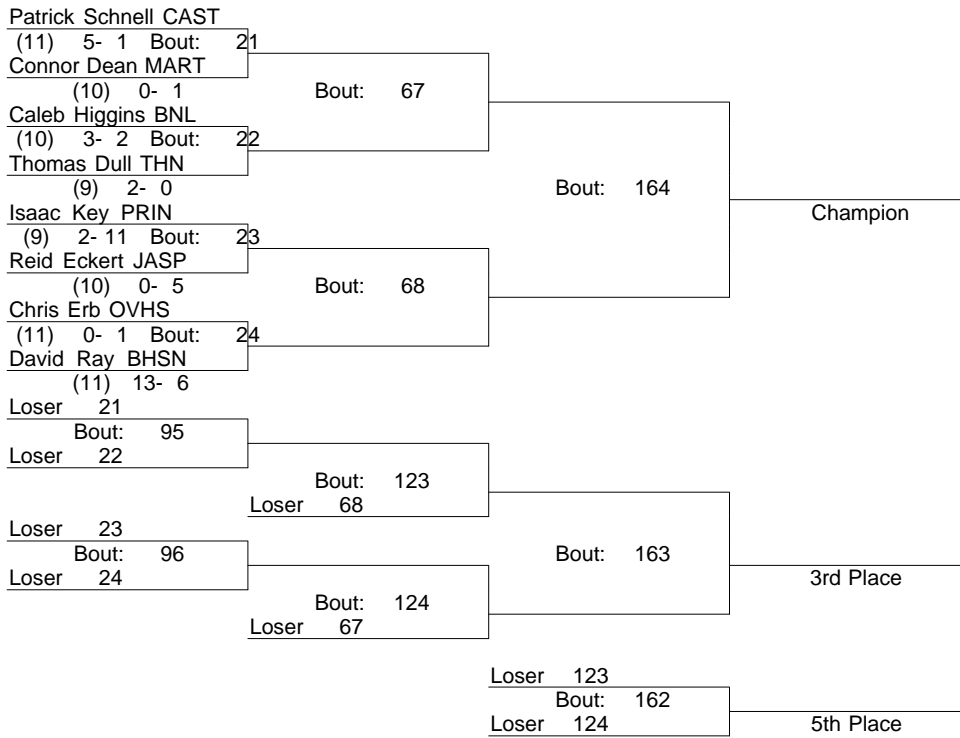 Patrick Schnell CAST
(11) 5- 1 Bout: 21
Connor Dean MART
(10) 0- 1 Bout: 67
Caleb Higgins BNL
(10) 3- 2 Bout: 22
Thomas Dull THN
(9) 2- 0 Bout: 164
Isaac Key PRIN Champion
(9) 2- 11 Bout: 23
Reid Eckert JASP
(10) 0- 5 Bout: 68
Chris Erb OVHS
(11) 0- 1 Bout: 24
David Ray BHSN
(11) 13- 6
Loser 21
Bout: 95
Loser 22
Bout: 123
Loser 68
Loser 23
Bout: 96 Bout: 163
Loser 24 3rd Place
Bout: 124
Loser 67
Loser 123
Bout: 162
Loser 124 5th Place